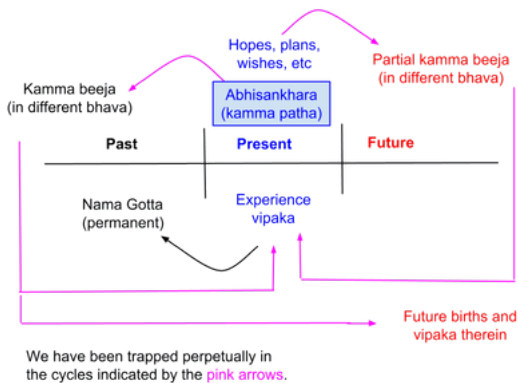 Hopes, plans,
wishes, etc
Partial kamma beeja
(in different bhava)
Kamma beeja
(in different bhava)
Abhisankhara
(kamma patha)
Past
Present
Future
Nama Gotta
(permanent)
Experience
vipaka
Future births and
vipaka therein
We have been trapped perpetually in
the cycles indicated by the pink arrows.